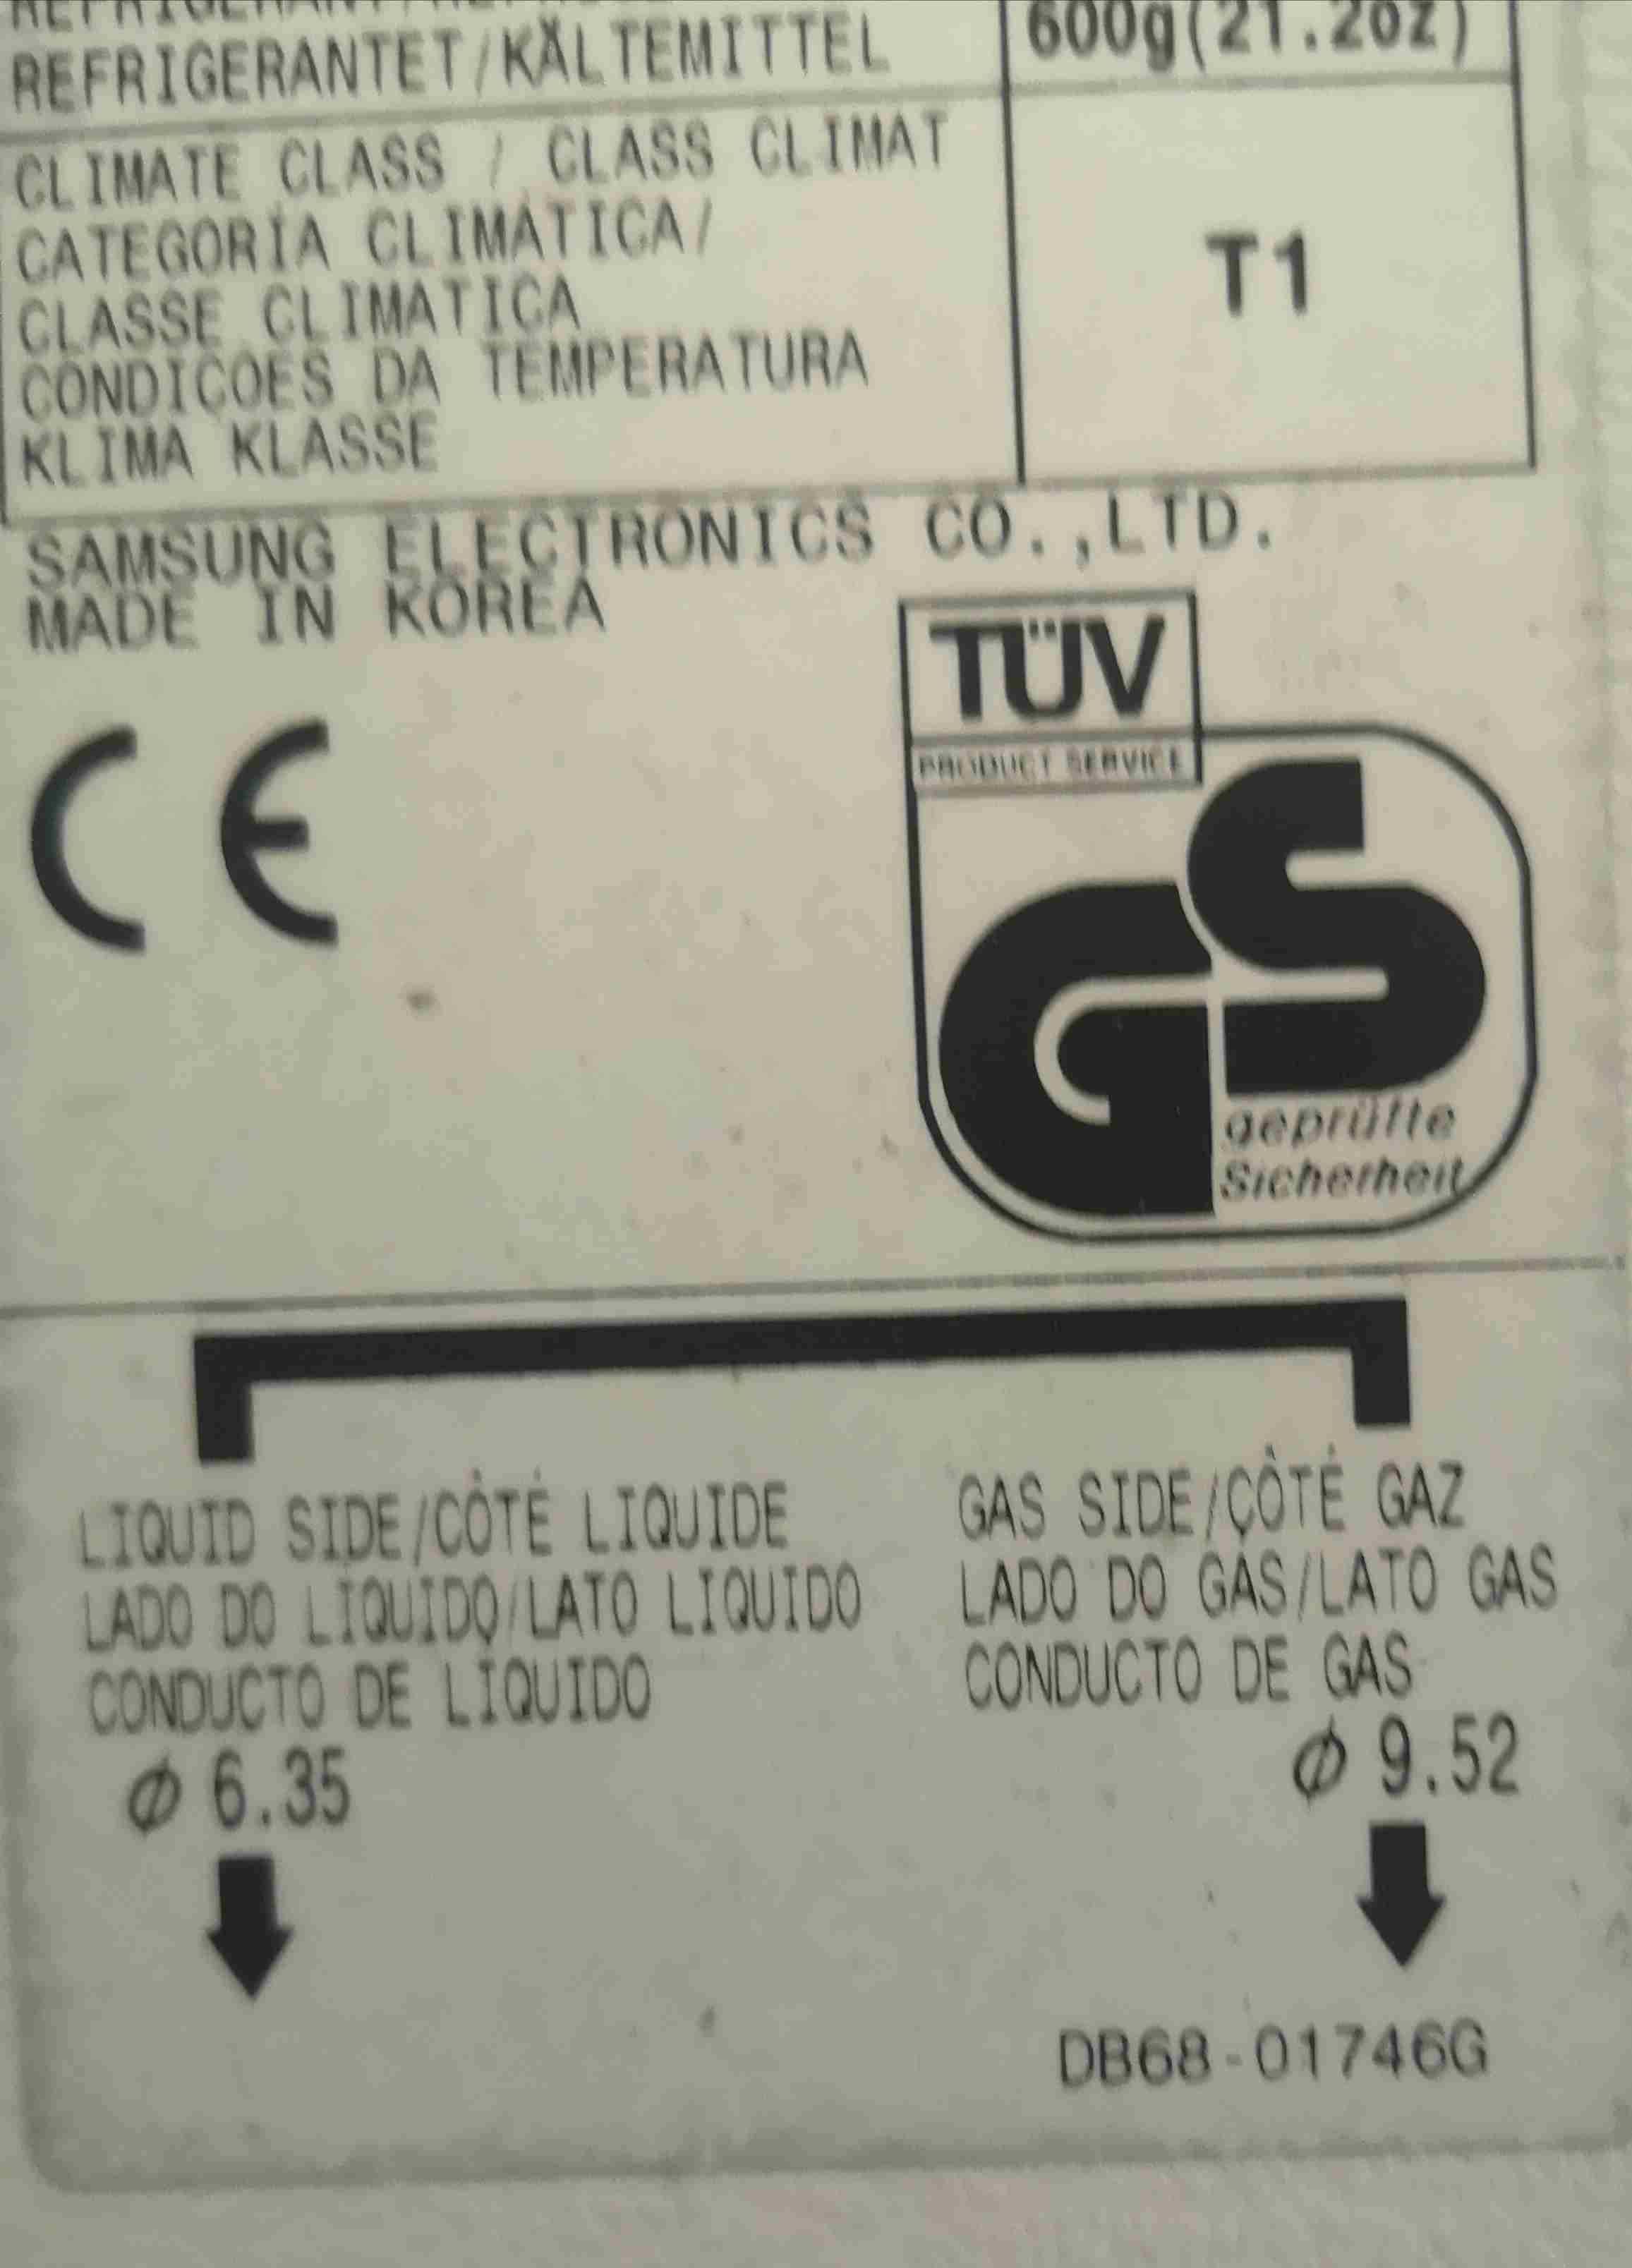 REFRIGERANTET/KÄLTEMITTEL
600g(21.2oz)
CLIMATE CLASS / CLASS CLIMAT
CATEGORÍA CLIMÁTICA/
CLASSE CLIMATICA
CONDIÇOES DA TEMPERATURA
KLIMA KLASSE
T1
SAMSUNG ELECTRONICS CO.,LTD.
MADE IN KOREA
CE
TÜV
PRODUCT SERVICE
GS
geprüfte
Sicherheit
LIQUID SIDE/CÔTÉ LIQUIDE
LADO DO LÍQUIDO/LATO LIQUIDO
CONDUCTO DE LÍQUIDO
Ø 6.35
GAS SIDE/CÔTÉ GAZ
LADO DO GÁS/LATO GAS
CONDUCTO DE GAS
Ø 9.52
DB68-01746G